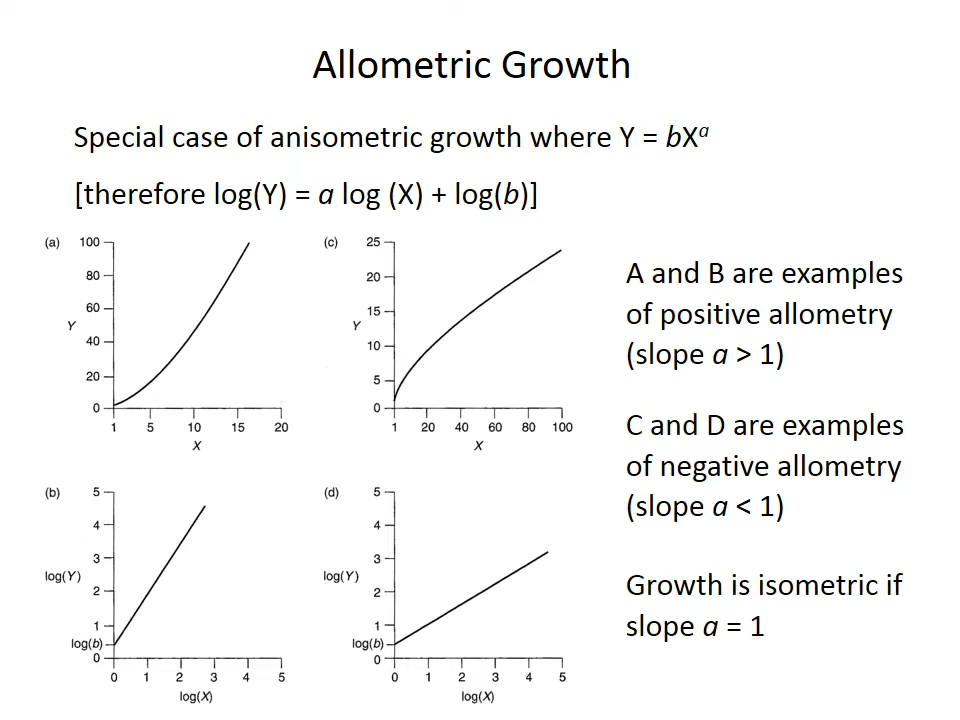 Allometric Growth
Special case of anisometric growth where Y = bXᵃ
[therefore log(Y) = a log (X) + log(b)]
(a)
100
80
60
Y
40
20
0
1 5 10 15 20
X
(c)
25
20
15
Y
10
5
0
1 20 40 60 80 100
X
A and B are examples
of positive allometry
(slope a > 1)
C and D are examples
of negative allometry
(slope a < 1)
Growth is isometric if
slope a = 1
(b)
5
4
3
log(Y)
2
1
log(b)
0
0 1 2 3 4 5
log(X)
(d)
5
4
3
log(Y)
2
1
log(b)
0
0 1 2 3 4 5
log(X)